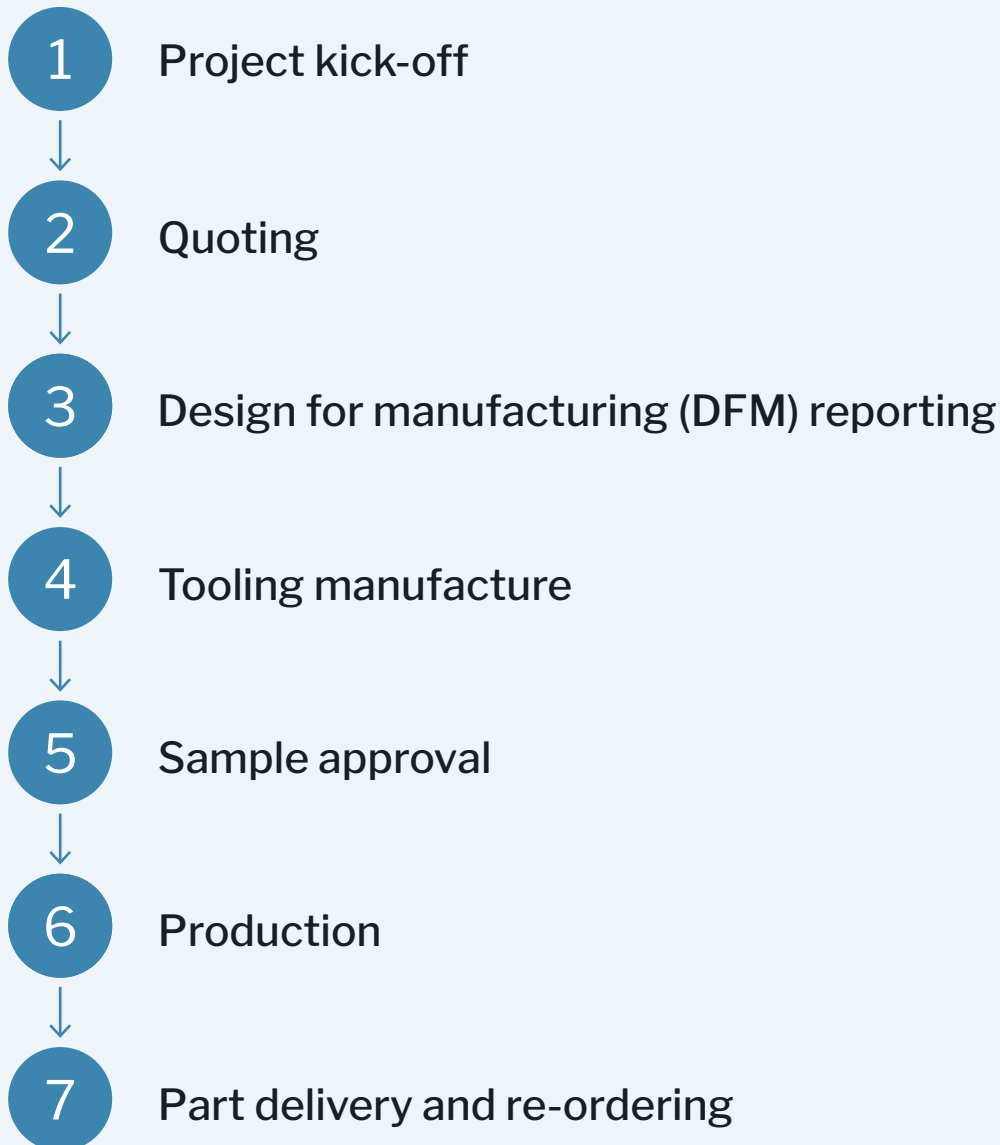 1 Project kick-off
2 Quoting
3 Design for manufacturing (DFM) reporting
4 Tooling manufacture
5 Sample approval
6 Production
7 Part delivery and re-ordering